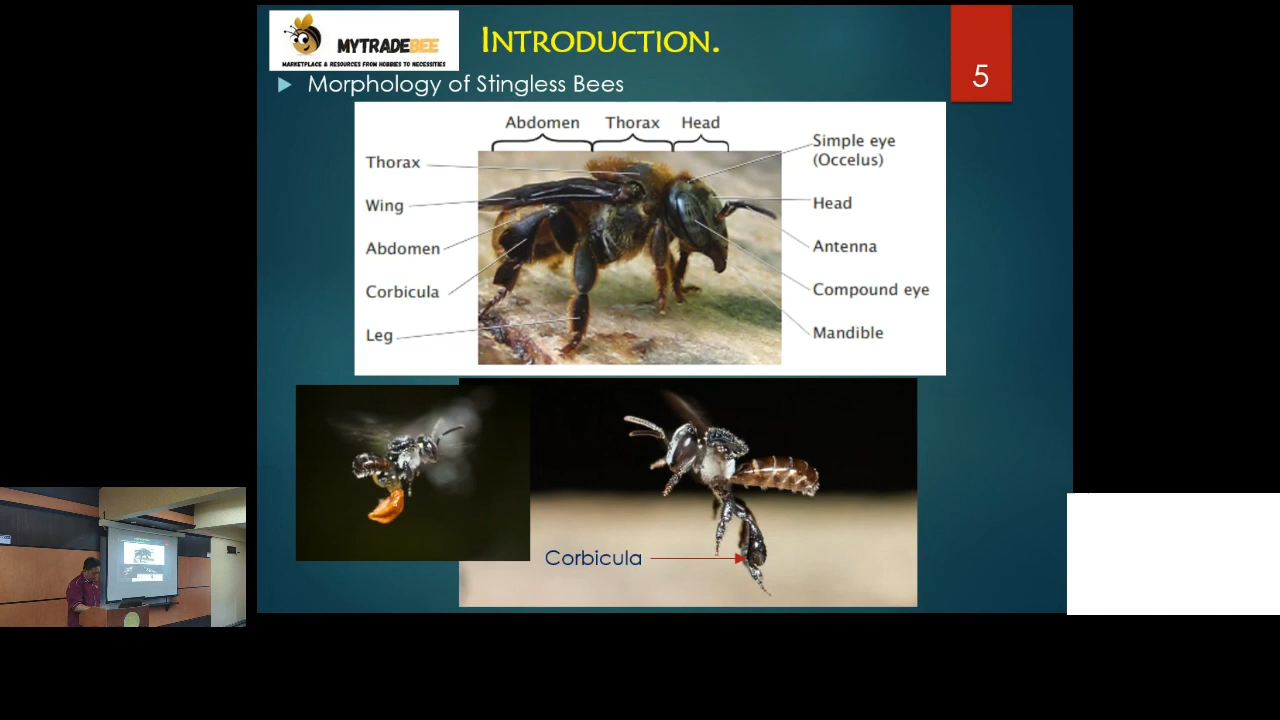 MYTRADEBEE
MARKETPLACE & RESOURCES FROM HOBBIES TO NECESSITIES
INTRODUCTION.
5
Morphology of Stingless Bees
Abdomen Thorax Head
Thorax
Wing
Abdomen
Corbicula
Leg
Simple eye
(Occelus)
Head
Antenna
Compound eye
Mandible
Corbicula